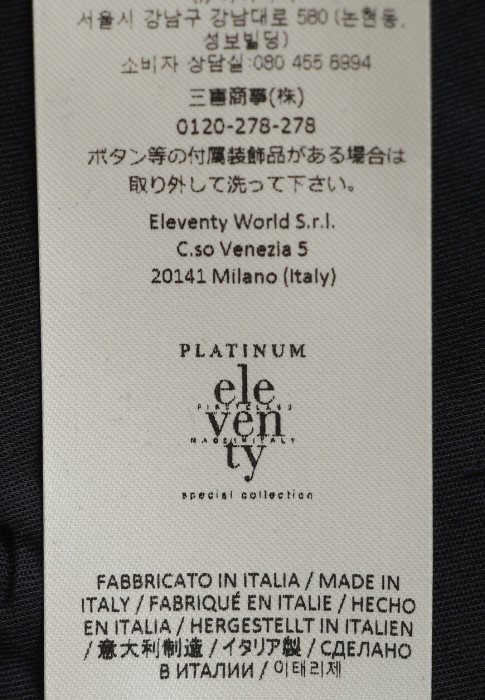 서울시 강남구 강남대로 580 (논현동,
성보빌딩)
소비자 상담실:080 455 6994
三喜商事(株)
0120-278-278
ボタン等の付属装飾品がある場合は
取り外して洗って下さい。
Eleventy World S.r.l.
C.so Venezia 5
20141 Milano (Italy)
PLATINUM
ele
FIRST CLASS
ven
MADE IN ITALY
ty
special collection
FABBRICATO IN ITALIA / MADE IN
ITALY / FABRIQUÉ EN ITALIE / HECHO
EN ITALIA / HERGESTELLT IN ITALIEN
/ 意大利制造 / イタリア製 / СДЕЛАНО
В ИТАЛИИ / 이태리제